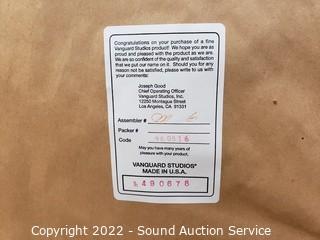 Congratulations on your purchase of a fine
Vanguard Studios product! We hope you are as
proud and pleased with the product as we are.
We are so confident of the quality and satisfaction
that we put our name on it. Should you for any
reason not be satisfied, please write to us with
your comments:
Joseph Good
Chief Operating Officer
Vanguard Studios, Inc.
12250 Montague Street
Los Angeles, CA 91331
Assembler #
Packer #
Code
May you have many years of
pleasure with your product.
VANGUARD STUDIOS®
MADE IN U.S.A.
490678
Copyright 2022 - Sound Auction Service